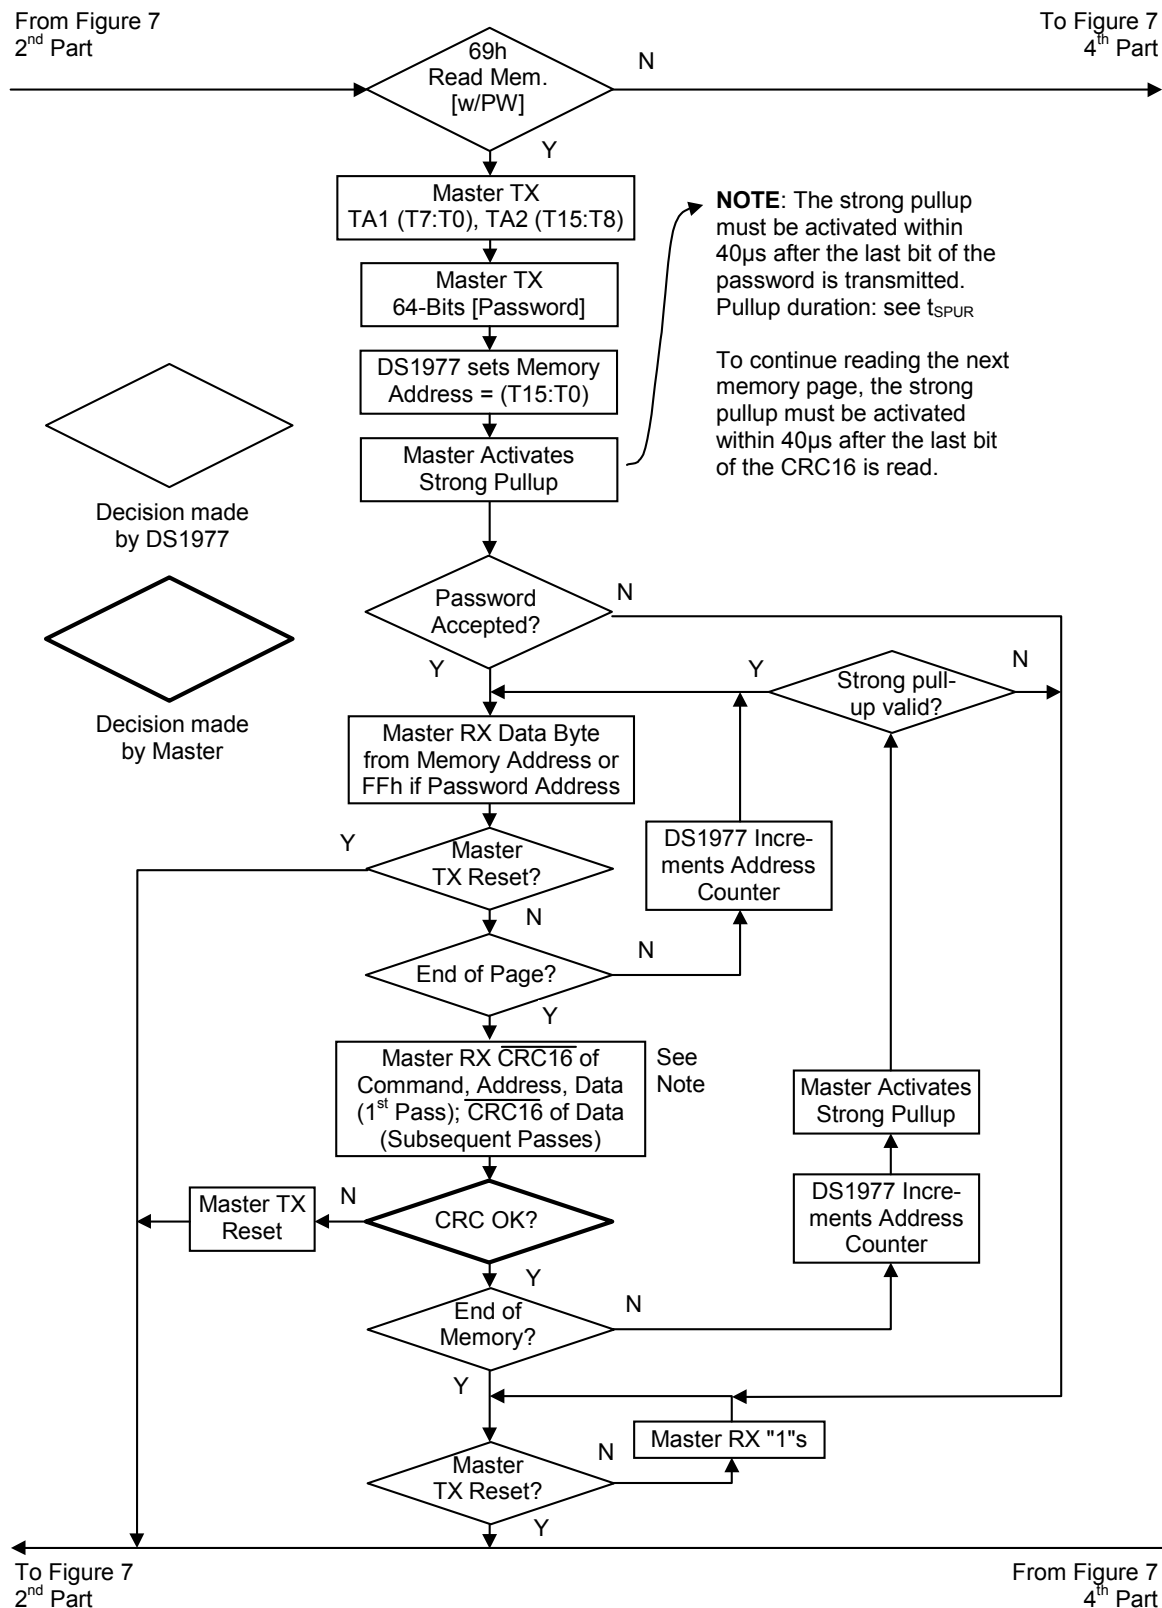 From Figure 7
2nd Part
To Figure 7
4th Part
69h
Read Mem.
[w/PW]
N
Y
Master TX
TA1 (T7:T0), TA2 (T15:T8)
Master TX
64-Bits [Password]
DS1977 sets Memory
Address = (T15:T0)
Master Activates
Strong Pullup
NOTE: The strong pullup
must be activated within
40µs after the last bit of the
password is transmitted.
Pullup duration: see tSPUR
To continue reading the next
memory page, the strong
pullup must be activated
within 40µs after the last bit
of the CRC16 is read.
Decision made
by DS1977
Decision made
by Master
Password
Accepted?
N
Y
Strong pull-
up valid?
Y
N
Master RX Data Byte
from Memory Address or
FFh if Password Address
Master
TX Reset?
Y
N
DS1977 Incre-
ments Address
Counter
End of Page?
N
Y
Master RX CRC16 of
Command, Address, Data
(1st Pass); CRC16 of Data
(Subsequent Passes)
See
Note
Master Activates
Strong Pullup
DS1977 Incre-
ments Address
Counter
Master TX
Reset
N
CRC OK?
Y
End of
Memory?
N
Y
Master RX "1"s
Master
TX Reset?
N
Y
To Figure 7
2nd Part
From Figure 7
4th Part